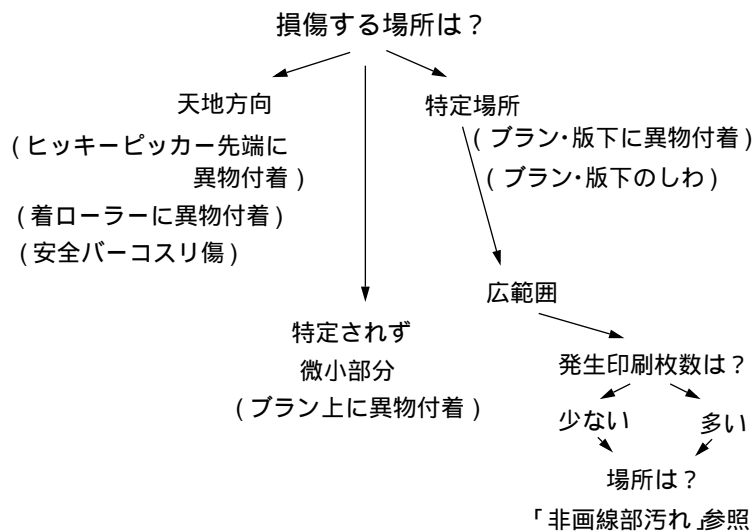 損傷する場所は？
天地方向
(ヒッキーピッカー先端に
異物付着)
(着ローラーに異物付着)
(安全バーコスリ傷)
特定されず
微小部分
(ブラン上に異物付着)
特定場所
(ブラン・版下に異物付着)
(ブラン・版下のしわ)
広範囲
発生印刷枚数は？
少ない
多い
場所は？
「非画線部汚れ」参照